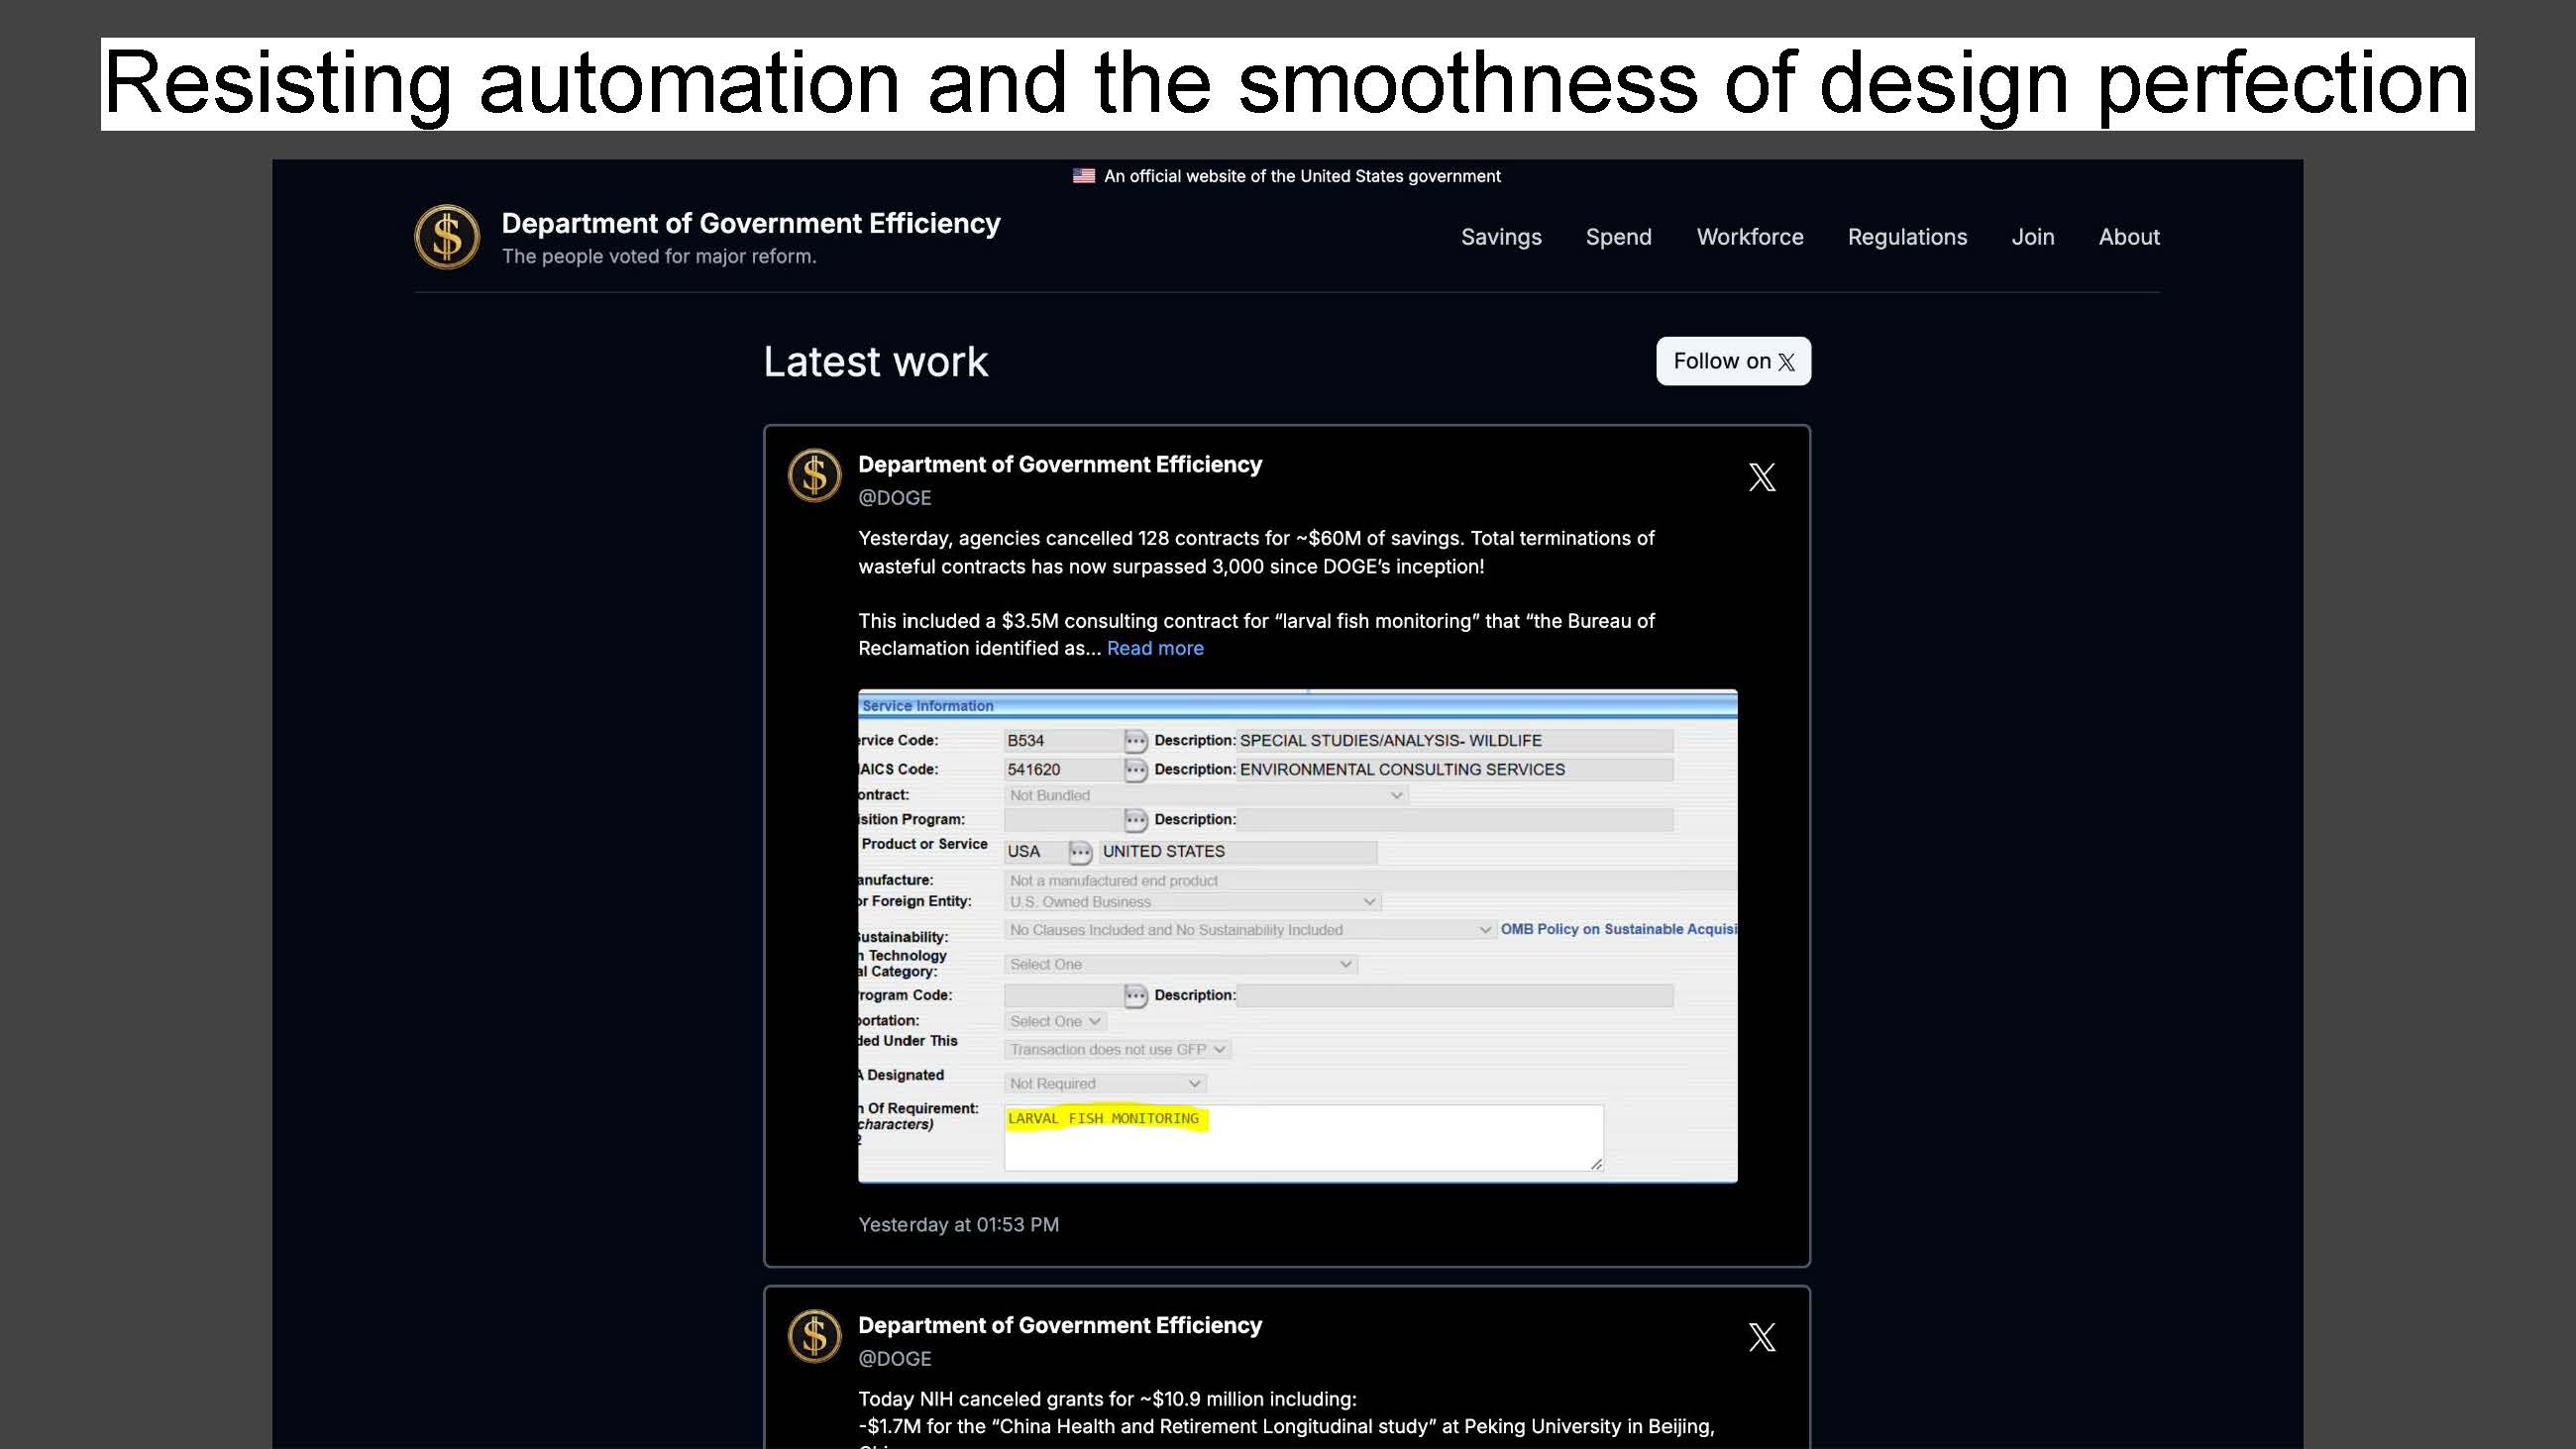 Resisting automation and the smoothness of design perfection
An official website of the United States government
Department of Government Efficiency
The people voted for major reform.
Savings Spend Workforce Regulations Join About
Latest work
Follow on X
Department of Government Efficiency
@DOGE
Yesterday, agencies cancelled 128 contracts for ~$60M of savings. Total terminations of
wasteful contracts has now surpassed 3,000 since DOGE’s inception!
This included a $3.5M consulting contract for “larval fish monitoring” that “the Bureau of
Reclamation identified as... Read more
Service Information
ervice Code: B534 Description: SPECIAL STUDIES/ANALYSIS- WILDLIFE
AICS Code: 541620 Description: ENVIRONMENTAL CONSULTING SERVICES
ontract: Not Bundled
isition Program: Description:
Product or Service USA UNITED STATES
anufacture: Not a manufactured end product
or Foreign Entity: U.S. Owned Business
ustainability: No Clauses Included and No Sustainability Included OMB Policy on Sustainable Acquisi
n Technology
al Category: Select One
rogram Code: Description:
portation: Select One
ded Under This Transaction does not use GFP
A Designated Not Required
n Of Requirement: LARVAL FISH MONITORING
characters)
Yesterday at 01:53 PM
Department of Government Efficiency
@DOGE
Today NIH canceled grants for ~$10.9 million including:
-$1.7M for the “China Health and Retirement Longitudinal study” at Peking University in Beijing,